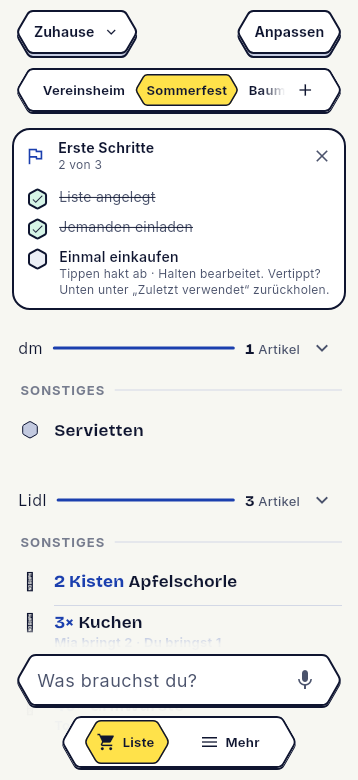 Zuhause
Anpassen
Vereinsheim
Sommerfest
Baum
Erste Schritte
2 von 3
Liste angelegt
Jemanden einladen
Einmal einkaufen
Tippen hakt ab · Halten bearbeitet. Vertippt?
Unten unter „Zuletzt verwendet“ zurückholen.
dm
1 Artikel
SONSTIGES
Servietten
Lidl
3 Artikel
SONSTIGES
2 Kisten Apfelschorle
3× Kuchen
Mia bringt 2 · Du bringst 1
Was brauchst du?
Liste
Mehr